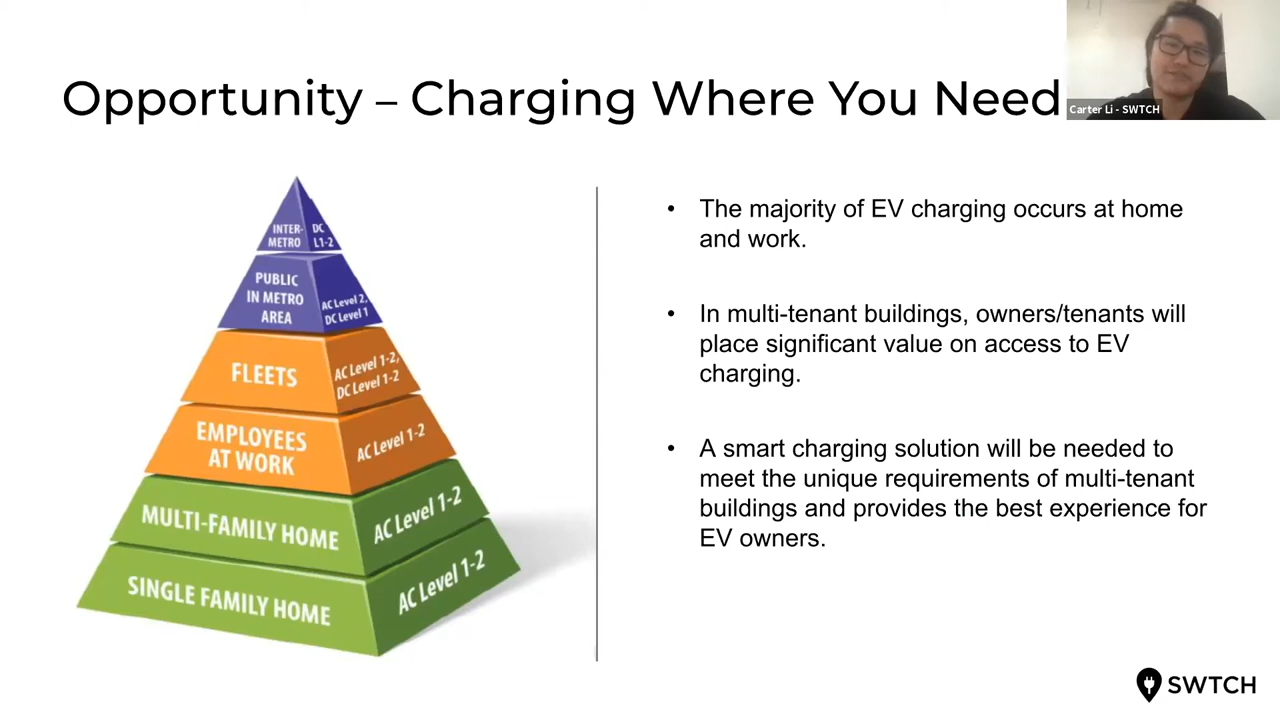 Opportunity – Charging Where You Need
Carter Li - SWTCH
INTER-
METRO
DC
L1-2
PUBLIC
IN METRO
AREA
AC Level 2,
DC Level 1
FLEETS
AC Level 1-2,
DC Level 1-2
EMPLOYEES
AT WORK
AC Level 1-2
MULTI-FAMILY HOME
AC Level 1-2
SINGLE FAMILY HOME
AC Level 1-2
• The majority of EV charging occurs at home
and work.
• In multi-tenant buildings, owners/tenants will
place significant value on access to EV
charging.
• A smart charging solution will be needed to
meet the unique requirements of multi-tenant
buildings and provides the best experience for
EV owners.
SWTCH